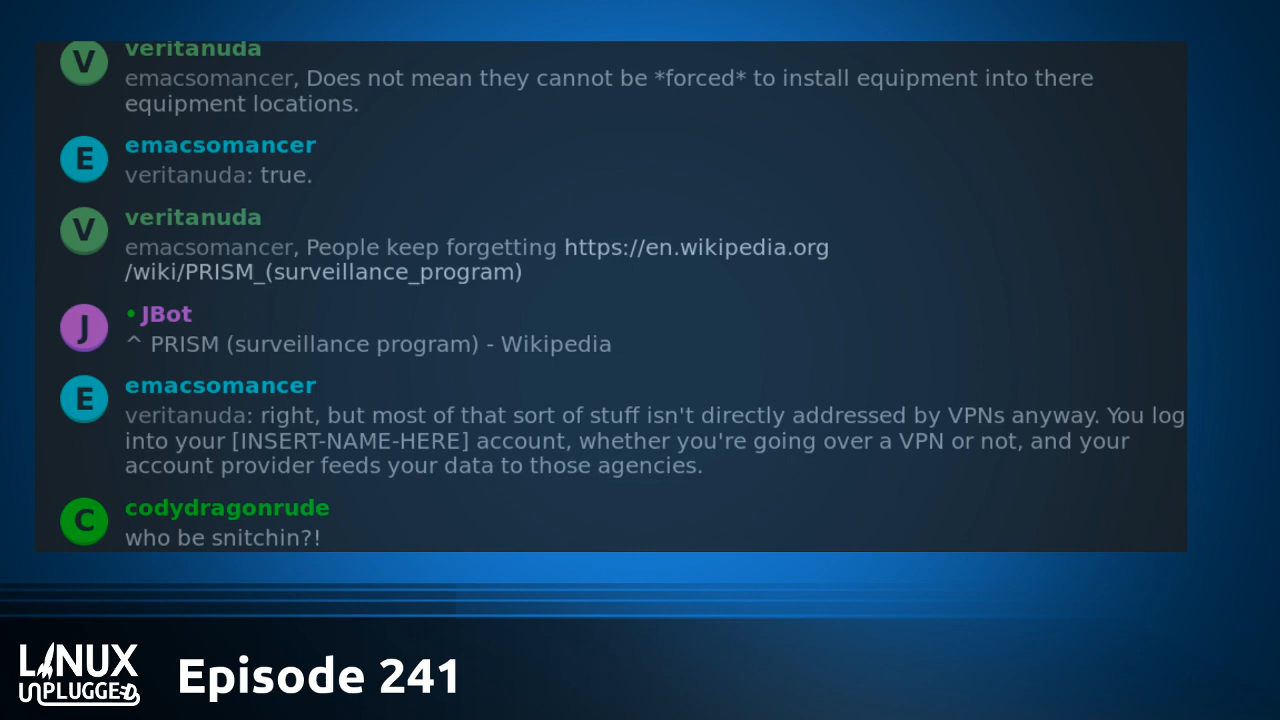 veritanuda
emacsomancer, Does not mean they cannot be *forced* to install equipment into there
equipment locations.
emacsomancer
veritanuda: true.
veritanuda
emacsomancer, People keep forgetting https://en.wikipedia.org
/wiki/PRISM_(surveillance_program)
• JBot
^ PRISM (surveillance program) - Wikipedia
emacsomancer
veritanuda: right, but most of that sort of stuff isn't directly addressed by VPNs anyway. You log
into your [INSERT-NAME-HERE] account, whether you're going over a VPN or not, and your
account provider feeds your data to those agencies.
codydragonrude
who be snitchin?!
V
E
V
J
E
C
LINUX
UNPLUGGED
Episode 241